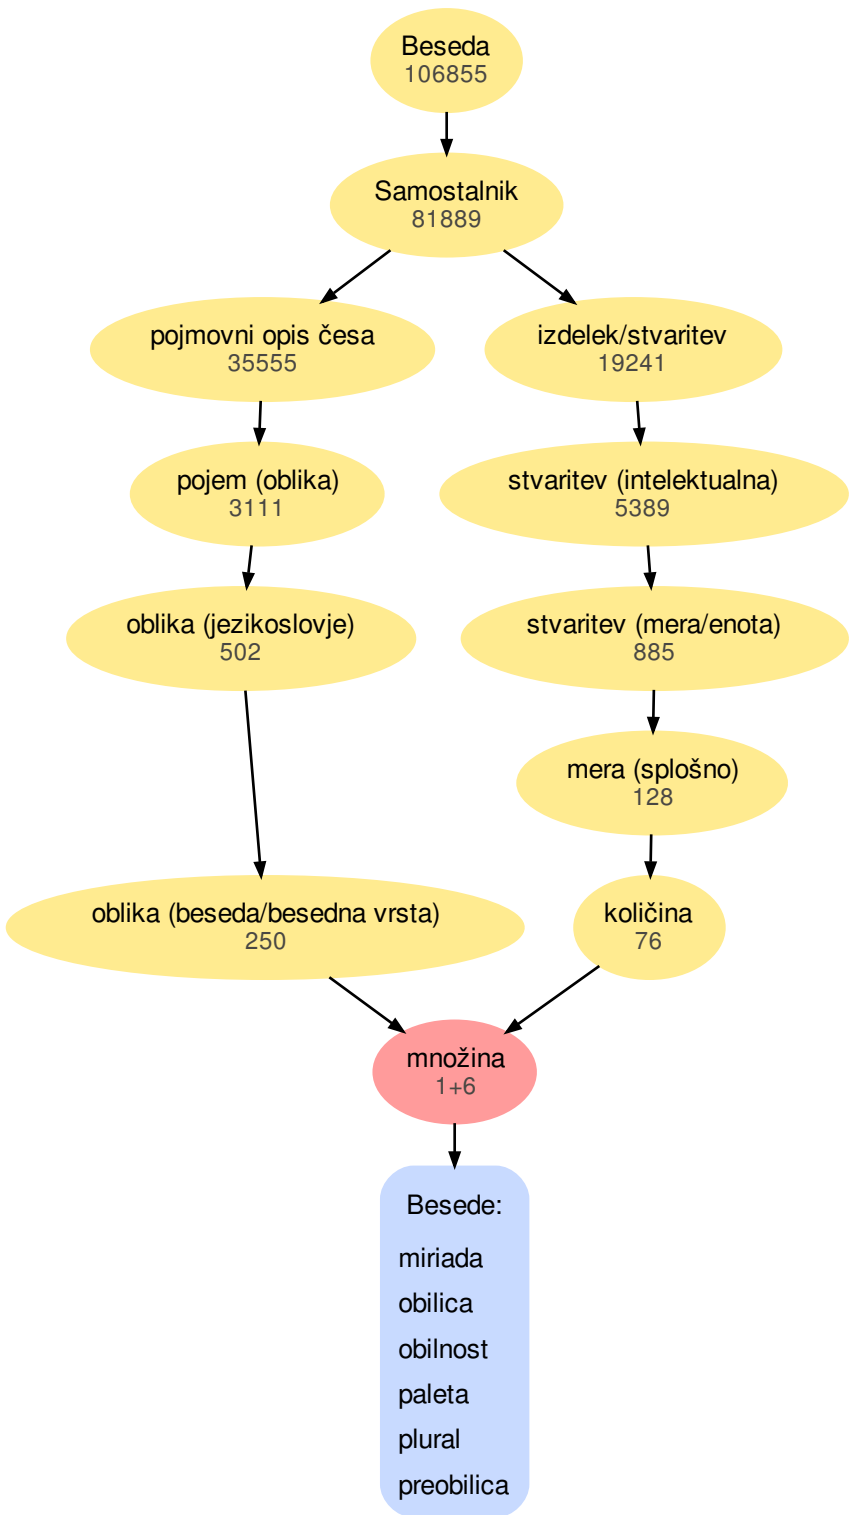 Beseda
106855
Samostalnik
81889
pojmovni opis česa
35555
izdelek/stvaritev
19241
pojem (oblika)
3111
stvaritev (intelektualna)
5389
oblika (jezikoslovje)
502
stvaritev (mera/enota)
885
mera (splošno)
128
oblika (beseda/besedna vrsta)
250
količina
76
množina
1+6
Besede:
miriada
obilica
obilnost
paleta
plural
preobilica